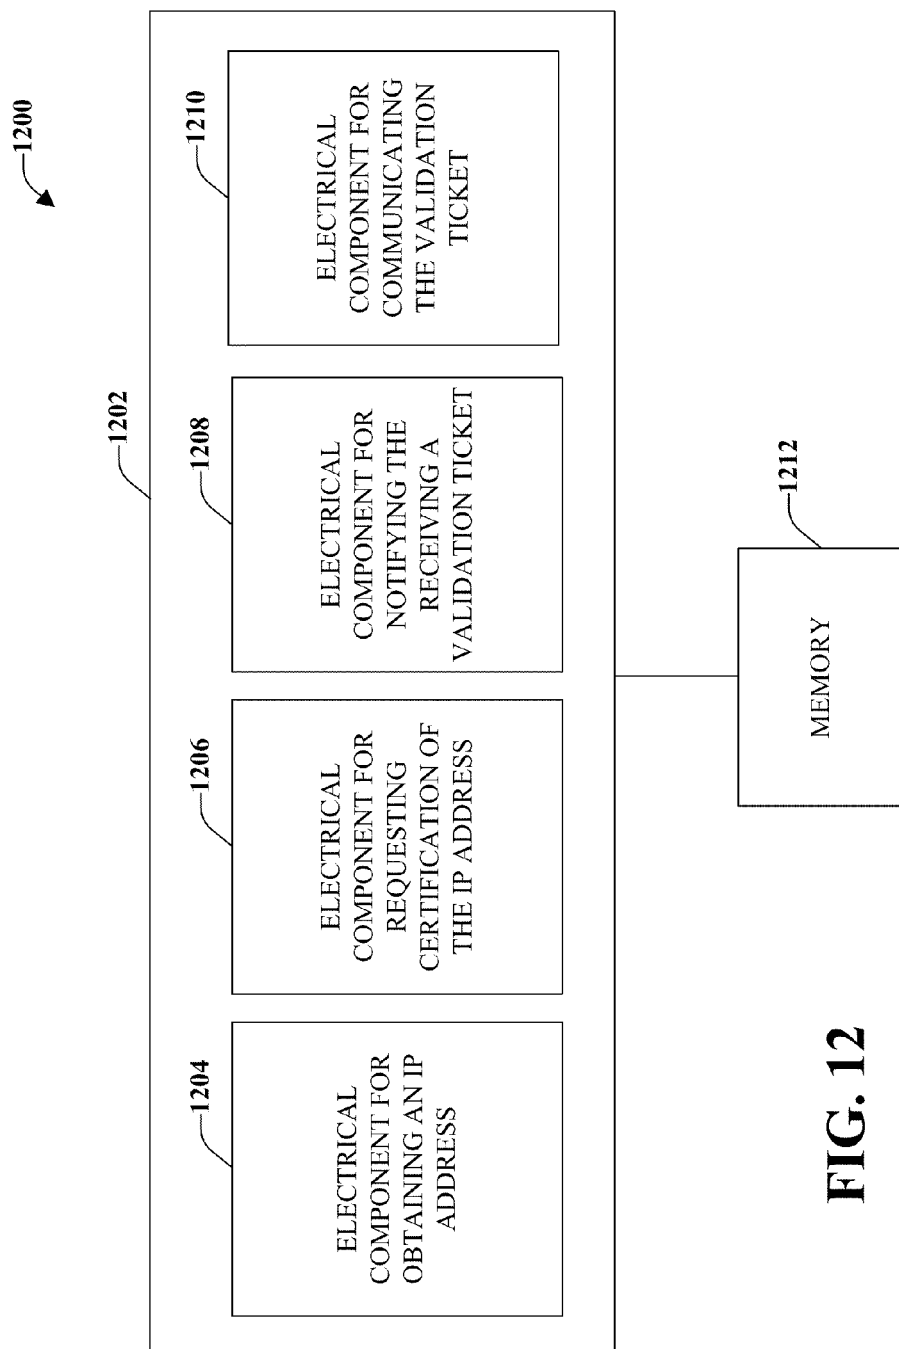 1200
1202
1204
ELECTRICAL
COMPONENT FOR
OBTAINING AN IP
ADDRESS
1206
ELECTRICAL
COMPONENT FOR
REQUESTING
CERTIFICATION OF
THE IP ADDRESS
1208
ELECTRICAL
COMPONENT FOR
NOTIFYING THE
RECEIVING A
VALIDATION TICKET
1210
ELECTRICAL
COMPONENT FOR
COMMUNICATING
THE VALIDATION
TICKET
1212
MEMORY
FIG. 12